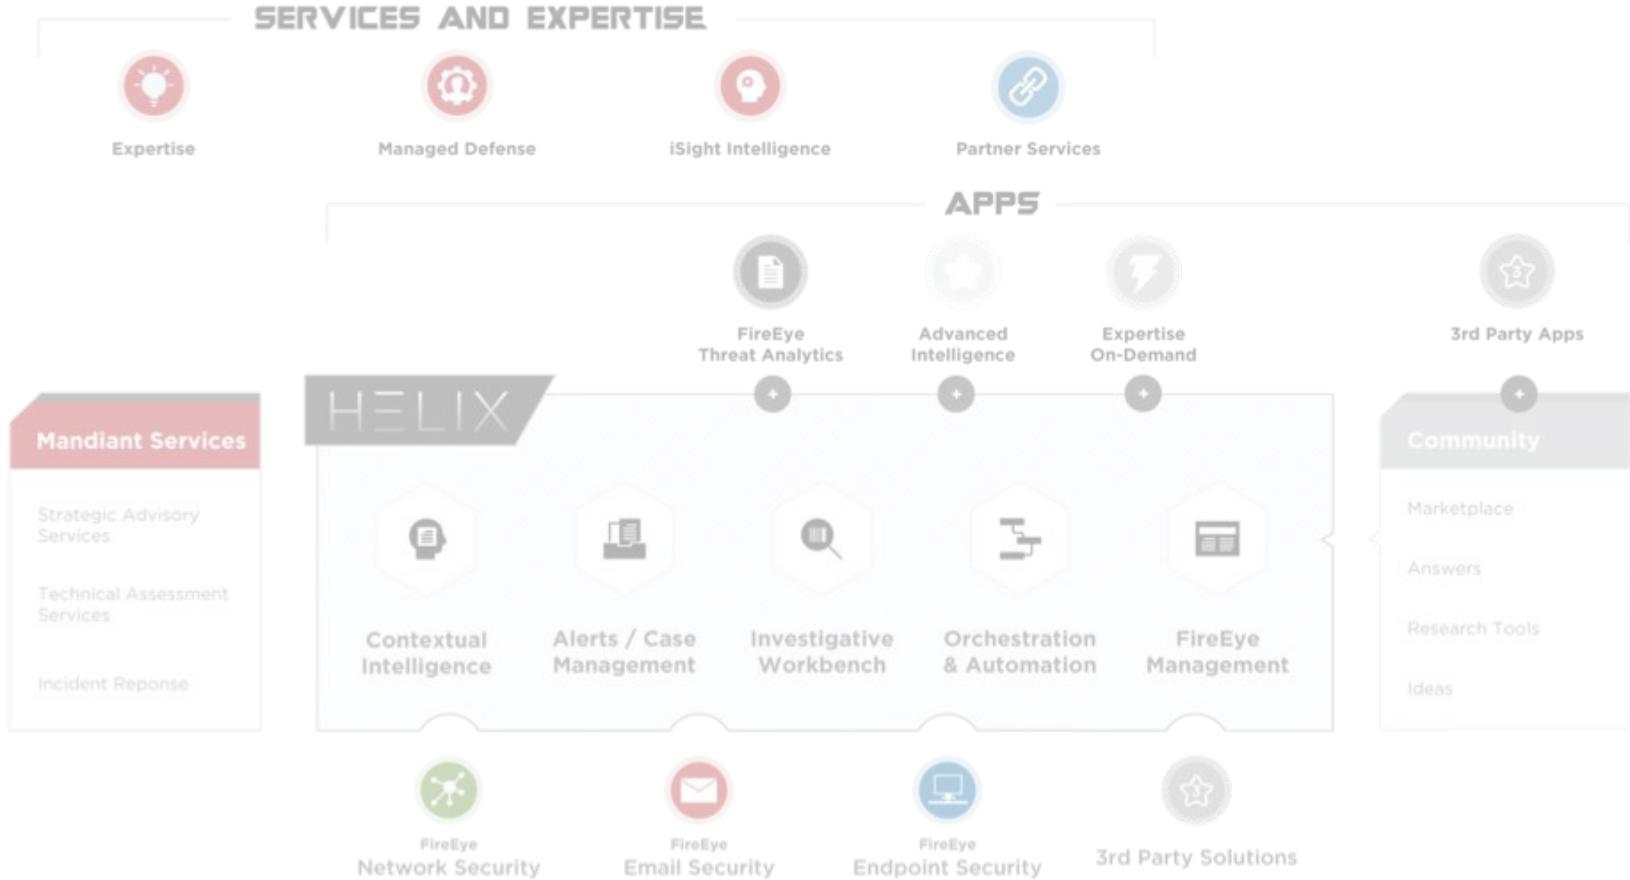 SERVICES AND EXPERTISE
Expertise
Managed Defense
iSight Intelligence
Partner Services
APPS
FireEye
Threat Analytics
Advanced
Intelligence
Expertise
On-Demand
3rd Party Apps
+
+
+
+
3
HELIX
Mandiant Services
Strategic Advisory
Services
Technical Assessment
Services
Incident Reponse
Contextual
Intelligence
Alerts / Case
Management
Investigative
Workbench
Orchestration
& Automation
FireEye
Management
Community
Marketplace
Answers
Research Tools
Ideas
FireEye
Network Security
FireEye
Email Security
FireEye
Endpoint Security
3
3rd Party Solutions